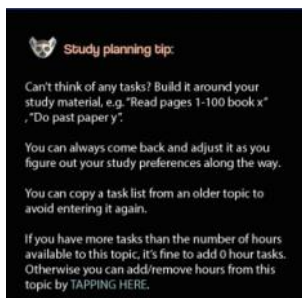 Study planning tip:
Can't think of any tasks? Build it around your
study material, e.g. "Read pages 1-100 book x"
, "Do past paper y".
You can always come back and adjust it as you
figure out your study preferences along the way.
You can copy a task list from an older topic to
avoid entering it again.
If you have more tasks than the number of hours
available to this topic, it's fine to add 0 hour tasks.
Otherwise you can add/remove hours from this
topic by TAPPING HERE.